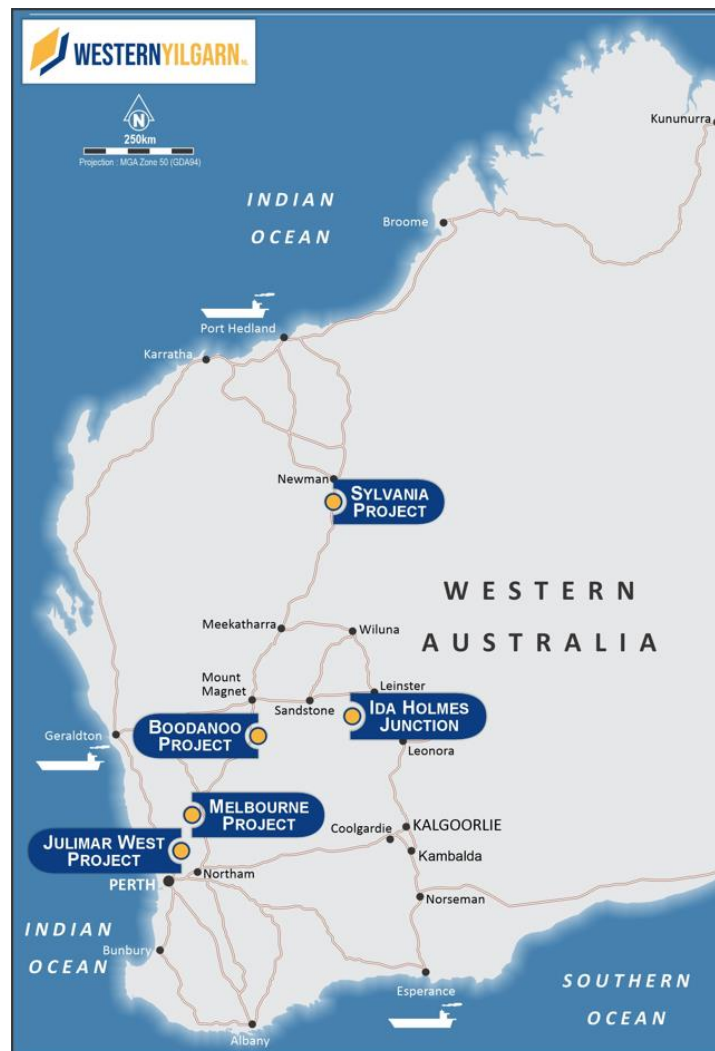 WESTERNYILGARN NL
N
250km
Projection : MGA Zone 50 (GDA94)
Kununurra
INDIAN
OCEAN
Broome
Port Hedland
Karratha
Newman
SYLVANIA
PROJECT
WESTERN
AUSTRALIA
Meekatharra
Wiluna
Mount
Magnet
Leinster
Sandstone
IDA HOLMES
JUNCTION
BOODANOO
PROJECT
Geraldton
Leonora
MELBOURNE
PROJECT
KALGOORLIE
Coolgardie
JULIMAR WEST
PROJECT
Kambalda
Northam
PERTH
Norseman
INDIAN
OCEAN
Bunbury
Esperance
SOUTHERN
OCEAN
Albany